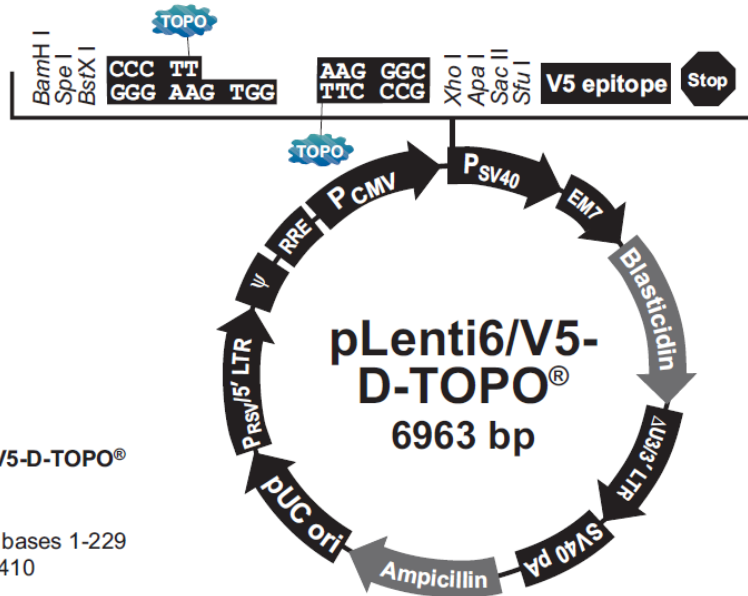 TOPO
BamH I
Spe I
BstX I
CCC TT
GGG AAG TGG
AAG GGC
TTC CCG
TOPO
Xho I
Apa I
Sac II
Sfu I
V5 epitope
Stop
PCMV
PSV40
EM7
Blasticidin
ΔU3/3' LTR
SV40 pA
Ampicillin
pUC ori
PRSV/5' LTR
Ψ
RRE
pLenti6/V5-
D-TOPO®
6963 bp
V5-D-TOPO®
bases 1-229
410